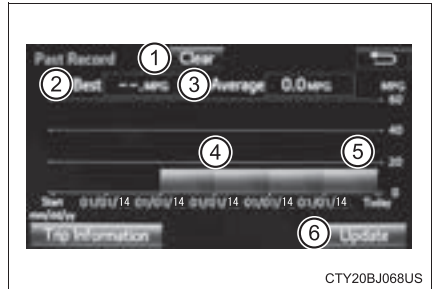 Past Record 1 Clear
2 Best --.-MPG 3 Average 0.0 MPG MPG
60
40
4 5 20
0
Start 01/01/14 01/01/14 01/01/14 01/01/14 01/01/14 Today
mm/dd/yy
Trip Information 6 Update
CTY20BJ068US